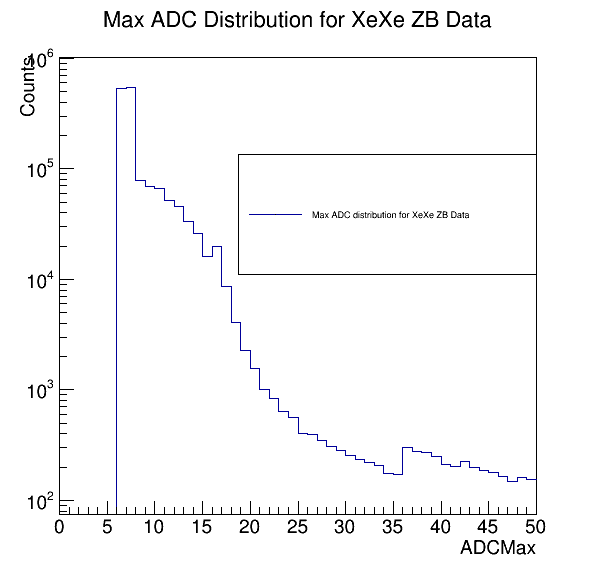 Max ADC Distribution for XeXe ZB Data
Counts
10^6
10^5
Max ADC distribution for XeXe ZB Data
10^4
10^3
10^2
0 5 10 15 20 25 30 35 40 45 50
ADCMax